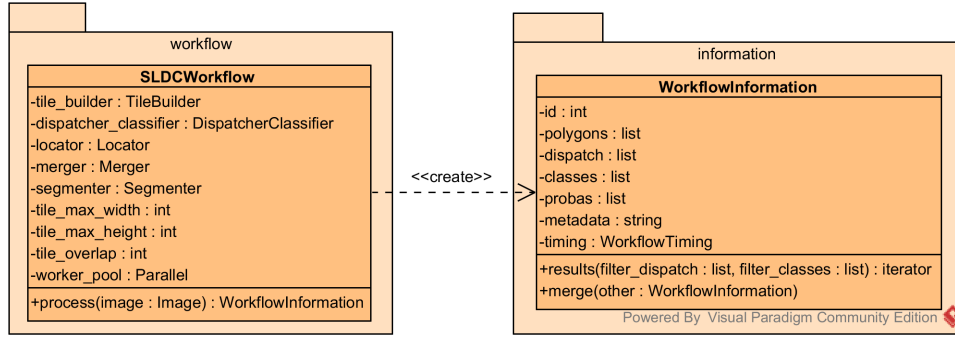 workflow
SLDCWorkflow
-tile_builder : TileBuilder
-dispatcher_classifier : DispatcherClassifier
-locator : Locator
-merger : Merger
-segmenter : Segmenter
-tile_max_width : int
-tile_max_height : int
-tile_overlap : int
-worker_pool : Parallel
+process(image : Image) : WorkflowInformation
<<create>>
information
WorkflowInformation
-id : int
-polygons : list
-dispatch : list
-classes : list
-probas : list
-metadata : string
-timing : WorkflowTiming
+results(filter_dispatch : list, filter_classes : list) : iterator
+merge(other : WorkflowInformation)
Powered By Visual Paradigm Community Edition